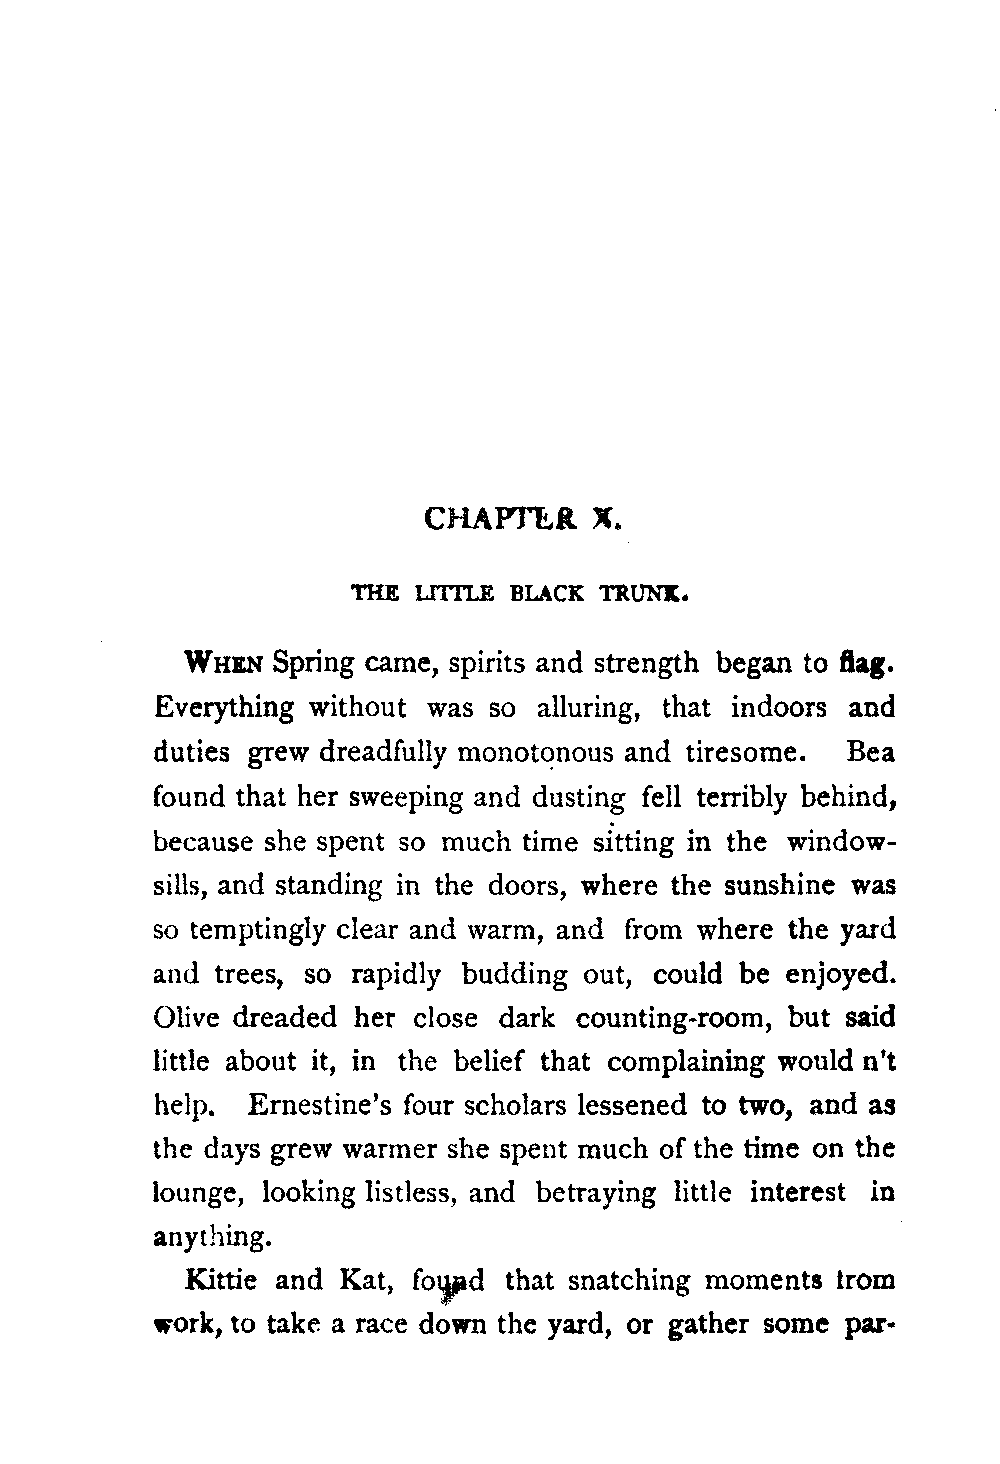 CHAPTER X.
THE LITTLE BLACK TRUNK.
WHEN Spring came, spirits and strength began to flag.
Everything without was so alluring, that indoors and
duties grew dreadfully monotonous and tiresome. Bea
found that her sweeping and dusting fell terribly behind,
because she spent so much time sitting in the window-
sills, and standing in the doors, where the sunshine was
so temptingly clear and warm, and from where the yard
and trees, so rapidly budding out, could be enjoyed.
Olive dreaded her close dark counting-room, but said
little about it, in the belief that complaining would n't
help. Ernestine's four scholars lessened to two, and as
the days grew warmer she spent much of the time on the
lounge, looking listless, and betraying little interest in
anything.
Kittie and Kat, found that snatching moments from
work, to take a race down the yard, or gather some par-